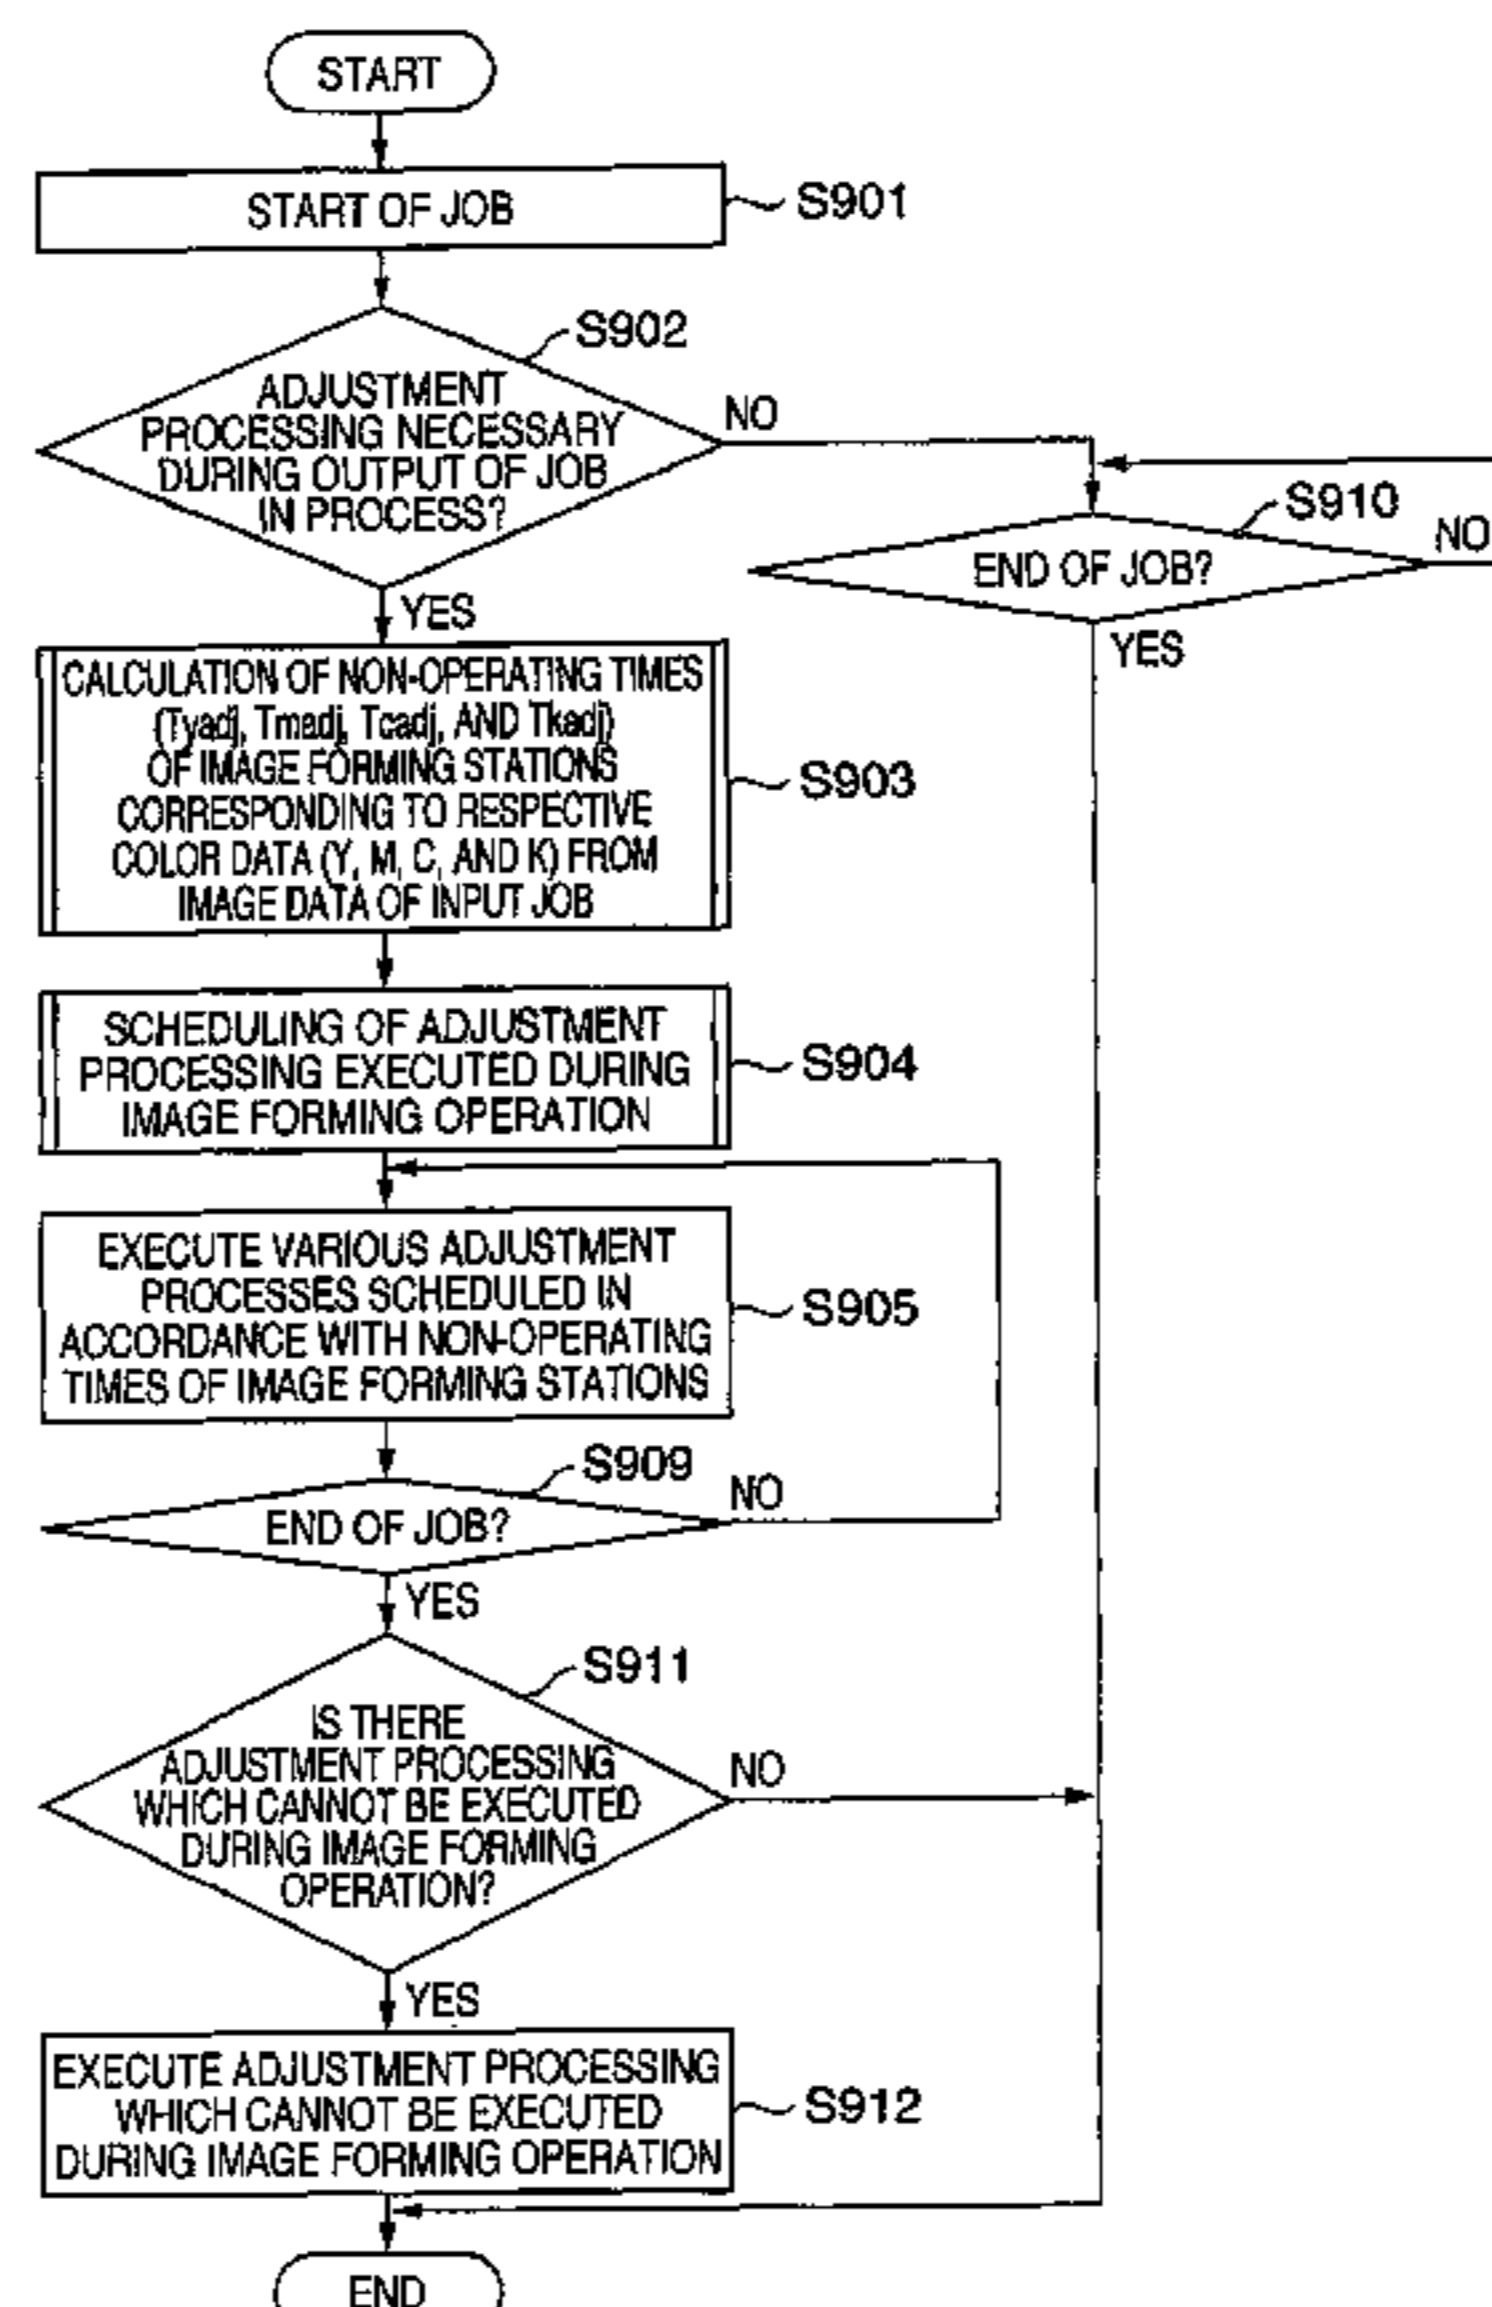 START
START OF JOB
S901
S902
ADJUSTMENT
PROCESSING NECESSARY
DURING OUTPUT OF JOB
IN PROCESS?
NO
S910
END OF JOB?
NO
YES
YES
CALCULATION OF NON-OPERATING TIMES
(Tyadj, Tmadj, Tcadj, AND Tkadj)
OF IMAGE FORMING STATIONS
CORRESPONDING TO RESPECTIVE
COLOR DATA (Y, M, C, AND K) FROM
IMAGE DATA OF INPUT JOB
S903
SCHEDULING OF ADJUSTMENT
PROCESSING EXECUTED DURING
IMAGE FORMING OPERATION
S904
EXECUTE VARIOUS ADJUSTMENT
PROCESSES SCHEDULED IN
ACCORDANCE WITH NON-OPERATING
TIMES OF IMAGE FORMING STATIONS
S905
S909
END OF JOB?
NO
YES
S911
IS THERE
ADJUSTMENT PROCESSING
WHICH CANNOT BE EXECUTED
DURING IMAGE FORMING
OPERATION?
NO
YES
EXECUTE ADJUSTMENT PROCESSING
WHICH CANNOT BE EXECUTED
DURING IMAGE FORMING OPERATION
S912
END